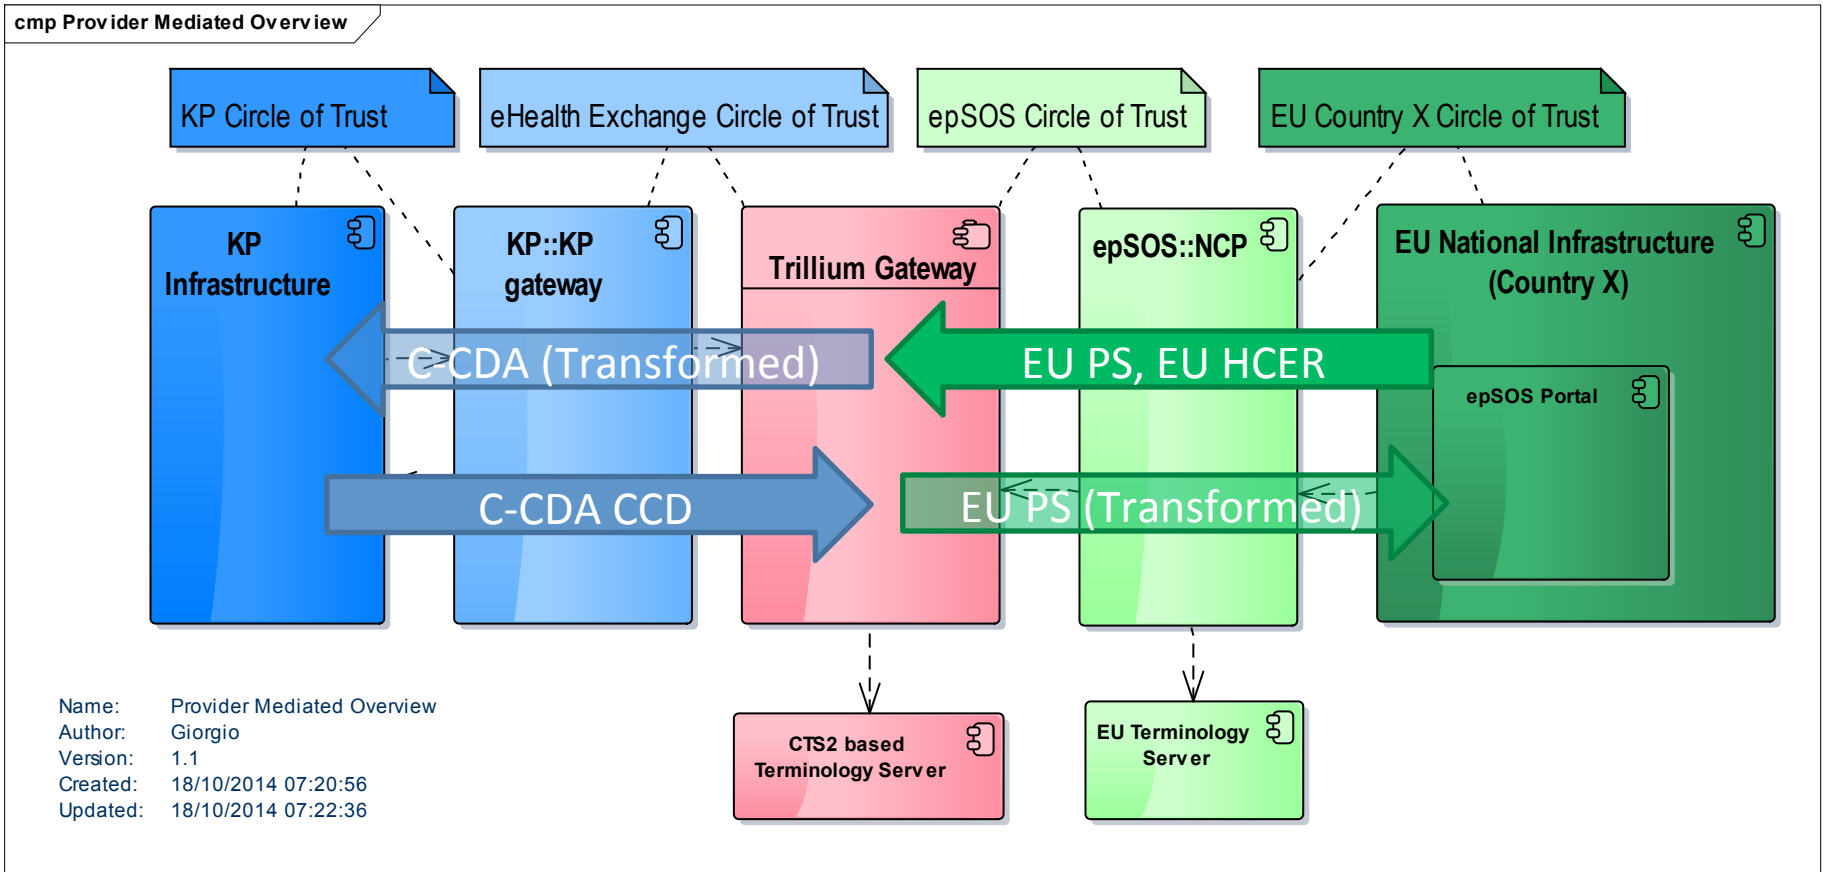 cmp Provider Mediated Overview
KP Circle of Trust
eHealth Exchange Circle of Trust
epSOS Circle of Trust
EU Country X Circle of Trust
KP
Infrastructure
KP::KP
gateway
Trillium Gateway
epSOS::NCP
EU National Infrastructure
(Country X)
C-CDA (Transformed)
EU PS, EU HCER
epSOS Portal
C-CDA CCD
EU PS (Transformed)
CTS2 based
Terminology Server
EU Terminology
Server
Name: Provider Mediated Overview
Author: Giorgio
Version: 1.1
Created: 18/10/2014 07:20:56
Updated: 18/10/2014 07:22:36